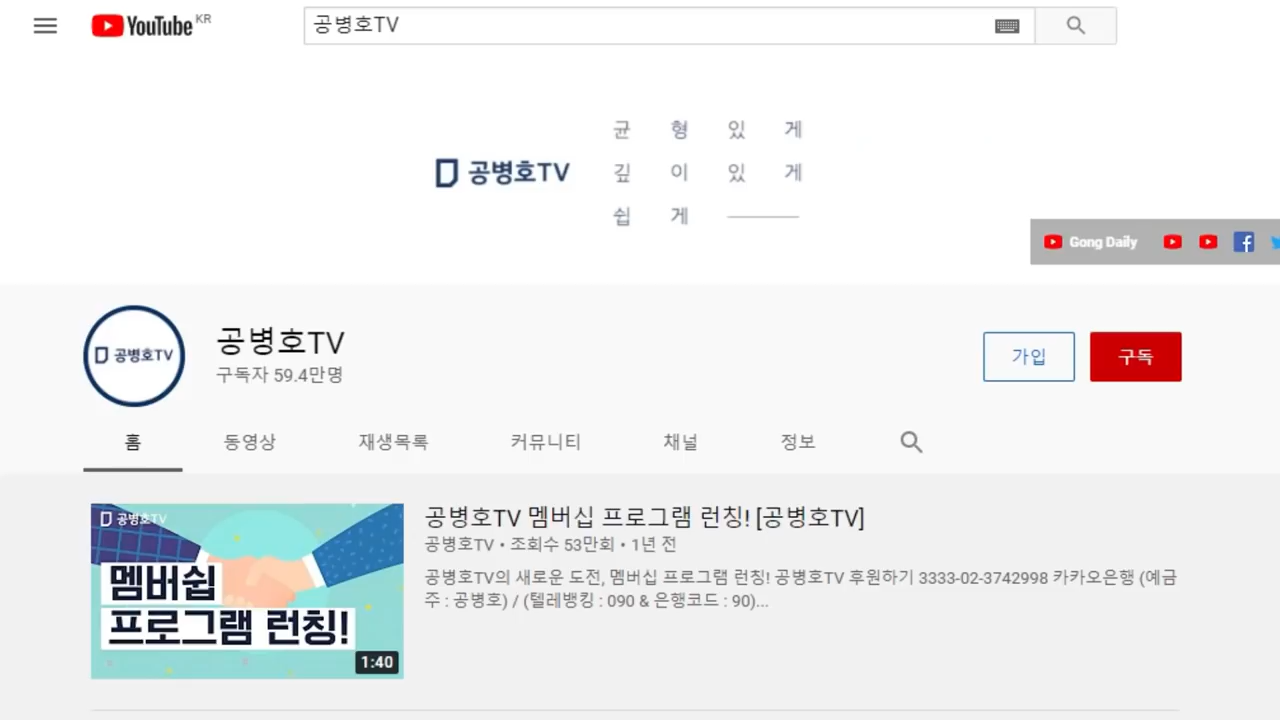 YouTube KR
공병호TV
균 형 있 게
공병호TV
깊 이 있 게
쉽 게
Gong Daily
공병호TV
공병호TV
구독자 59.4만명
가입
구독
홈
동영상
재생목록
커뮤니티
채널
정보
공병호TV
멤버쉽
프로그램 런칭!
1:40
공병호TV 멤버십 프로그램 런칭! [공병호TV]
공병호TV • 조회수 53만회 • 1년 전
공병호TV의 새로운 도전, 멤버십 프로그램 런칭! 공병호TV 후원하기 3333-02-3742998 카카오은행 (예금
주 : 공병호) / (텔레뱅킹 : 090 & 은행코드 : 90)...